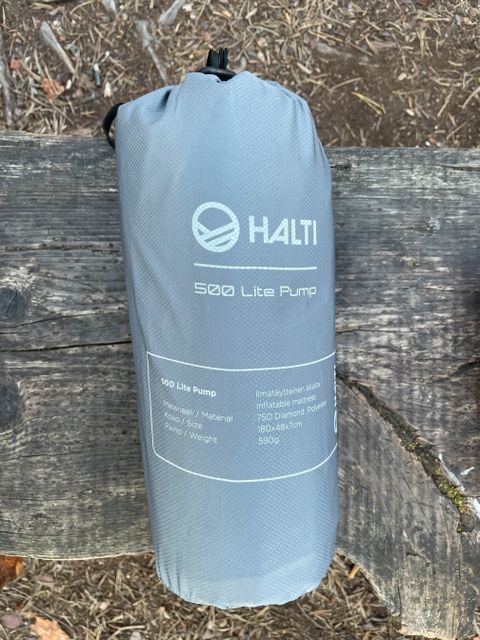 HALTI
500 Lite Pump
500 Lite Pump
Ilmatäytteinen alusta
inflatable mattress
Materiaali / Material 75D Diamond, Polyester
Koko / Size 180x48x7cm
Paino / Weight 590g